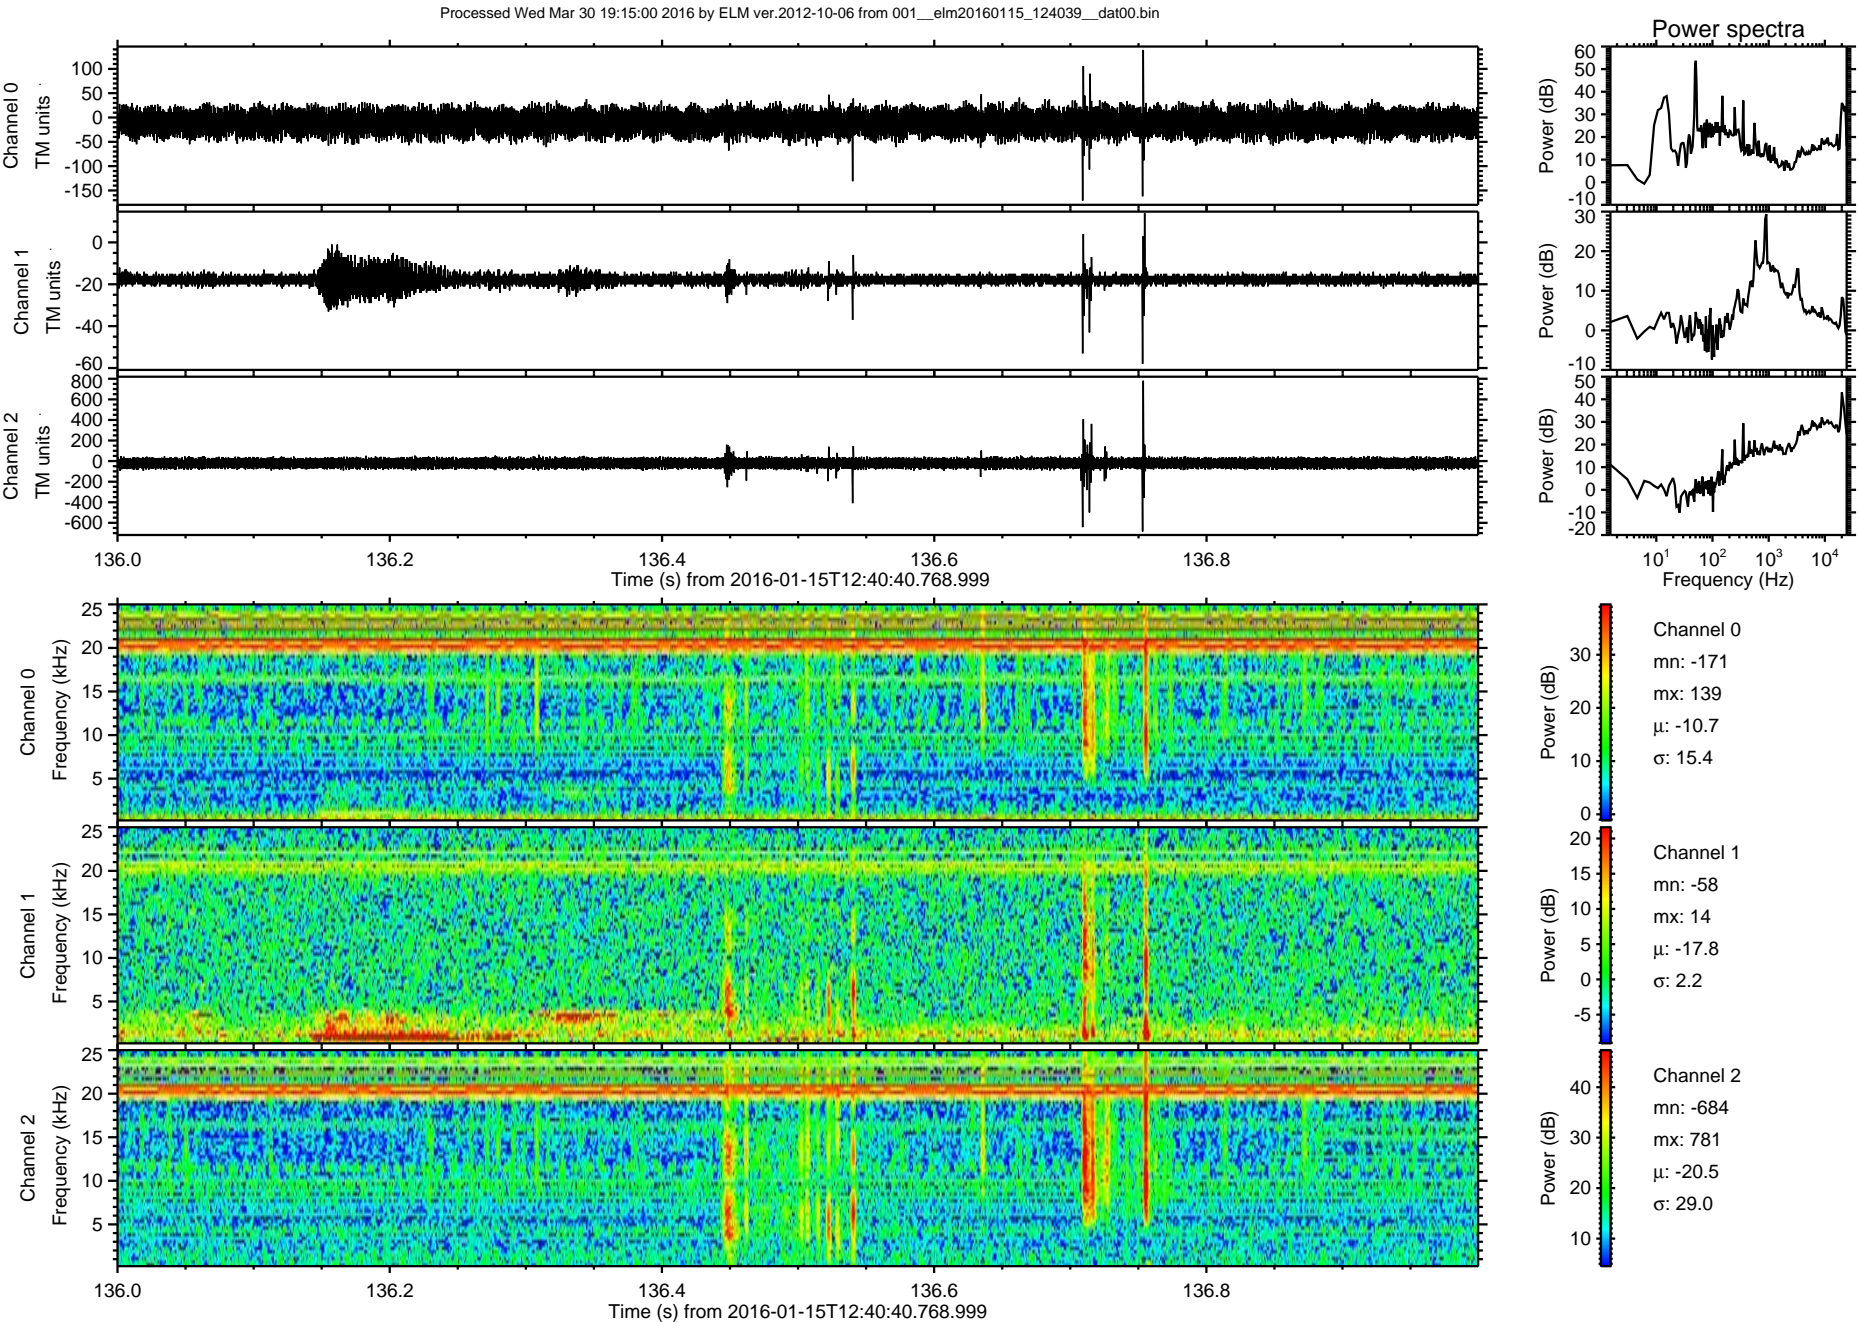 Processed Wed Mar 30 19:15:00 2016 by ELM ver.2012-10-06 from 001__elm20160115_124039__dat00.bin
Power spectra
Channel 0
TM units
100
50
0
-50
-100
-150
Power (dB)
60
50
40
30
20
10
0
-10
Channel 1
TM units
0
-20
-40
-60
Power (dB)
30
20
10
0
-10
Channel 2
TM units
800
600
400
200
0
-200
-400
-600
Power (dB)
50
40
30
20
10
0
-10
-20
136.0
136.2
136.4
136.6
136.8
Time (s) from 2016-01-15T12:40:40.768.999
10^1
10^2
10^3
10^4
Frequency (Hz)
Channel 0
Frequency (kHz)
25
20
15
10
5
Power (dB)
30
20
10
0
Channel 0
mn: -171
mx: 139
μ: -10.7
σ: 15.4
Channel 1
Frequency (kHz)
25
20
15
10
5
Power (dB)
20
15
10
5
0
-5
Channel 1
mn: -58
mx: 14
μ: -17.8
σ: 2.2
Channel 2
Frequency (kHz)
25
20
15
10
5
Power (dB)
40
30
20
10
Channel 2
mn: -684
mx: 781
μ: -20.5
σ: 29.0
136.0
136.2
136.4
136.6
136.8
Time (s) from 2016-01-15T12:40:40.768.999